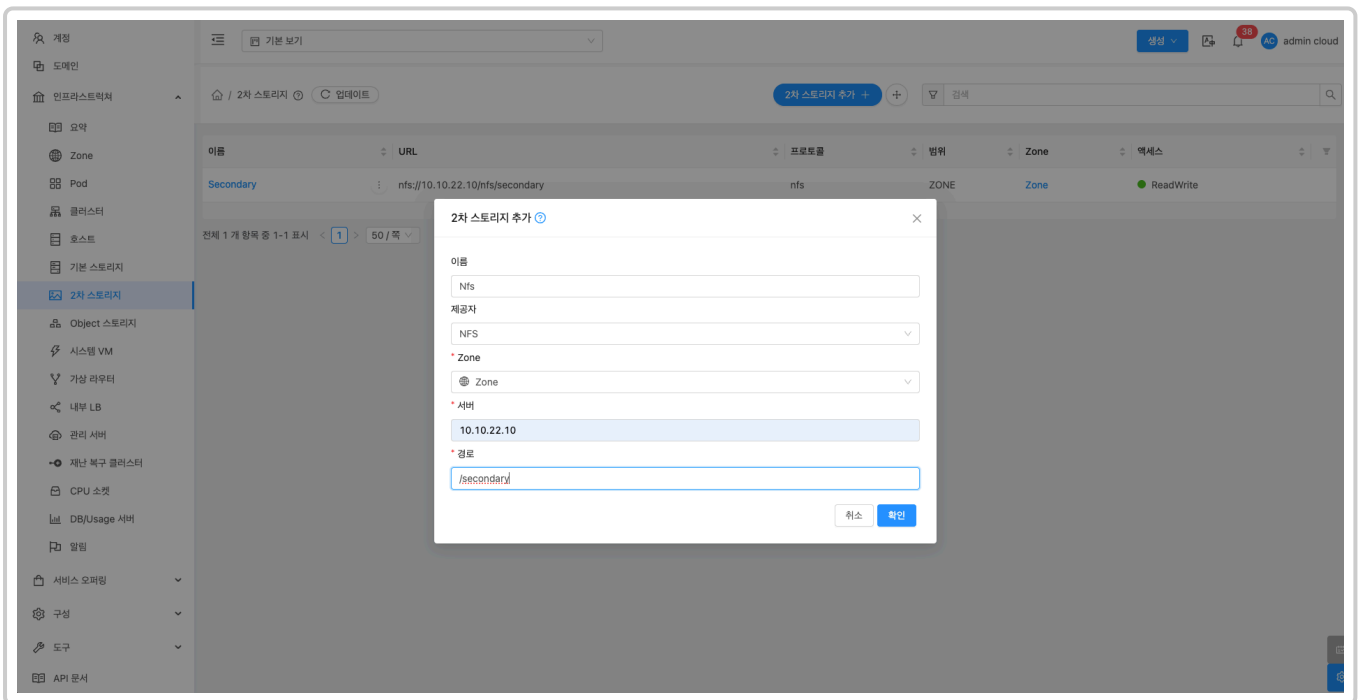 계정
도메인
인프라스트럭쳐
요약
Zone
Pod
클러스터
호스트
기본 스토리지
2차 스토리지
Object 스토리지
시스템 VM
가상 라우터
내부 LB
관리 서버
재난 복구 클러스터
CPU 소켓
DB/Usage 서버
알림
서비스 오퍼링
구성
도구
API 문서
기본 보기
생성
38
AC admin cloud
/ 2차 스토리지 업데이트
2차 스토리지 추가
검색
이름 URL 프로토콜 범위 Zone 액세스
Secondary nfs://10.10.22.10/nfs/secondary nfs ZONE Zone ReadWrite
전체 1 개 항목 중 1-1 표시 < 1 > 50 / 쪽
2차 스토리지 추가
이름
Nfs
제공자
NFS
* Zone
Zone
* 서버
10.10.22.10
* 경로
/secondary
취소 확인